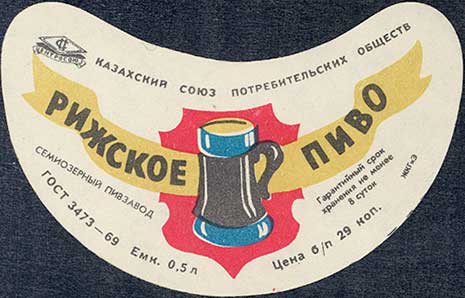 ЦЕНТРОСОЮЗ
КАЗАХСКИЙ СОЮЗ ПОТРЕБИТЕЛЬСКИХ ОБЩЕСТВ
РИЖСКОЕ ПИВО
СЕМИОЗЕРНЫЙ ПИВЗАВОД
ГОСТ 3473—69 Емк. 0,5 л
Гарантийный срок
хранения не менее
8 суток
Цена б/п 29 коп.